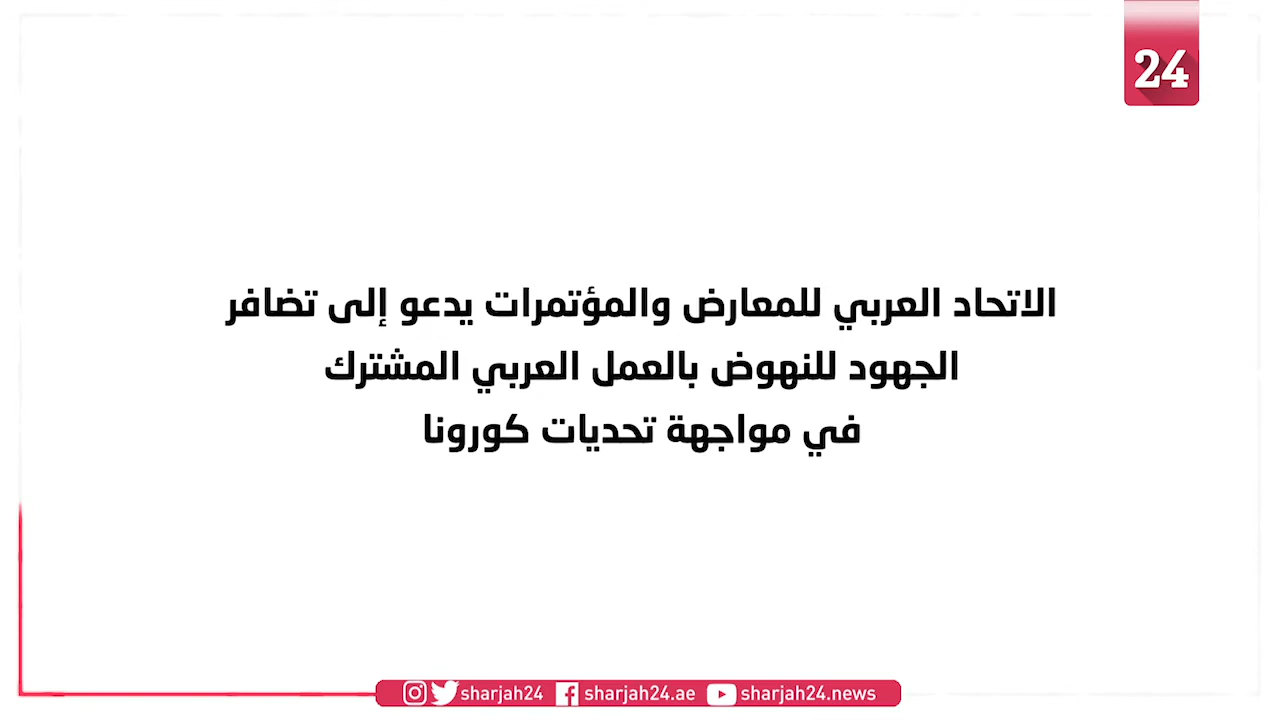 24
الاتحاد العربي للمعارض والمؤتمرات يدعو إلى تضافر
الجهود للنهوض بالعمل العربي المشترك
في مواجهة تحديات كورونا
sharjah24 sharjah24.ae sharjah24.news